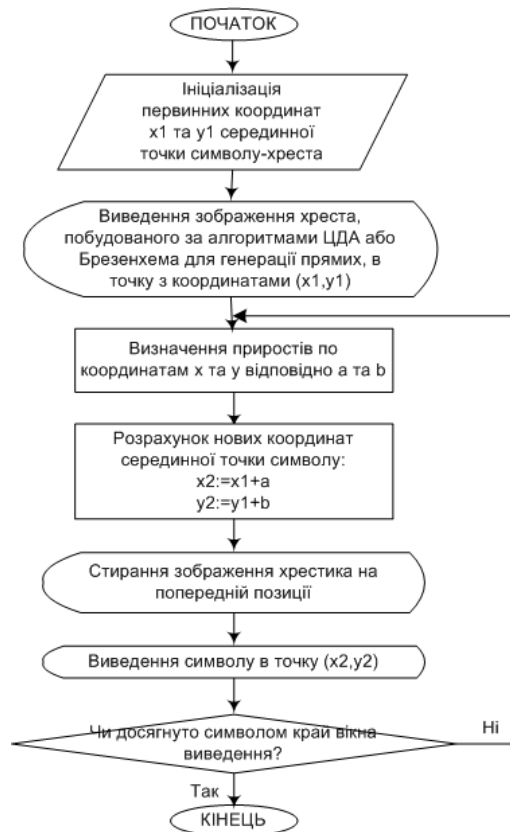 ПОЧАТОК
Ініціалізація
первинних координат
x1 та y1 серединної
точки символу-хреста
Виведення зображення хреста,
побудованого за алгоритмами ЦДА або
Брезенхема для генерації прямих, в
точку з координатами (x1,y1)
Визначення приростів по
координатам x та y відповідно a та b
Розрахунок нових координат
серединної точки символу:
x2:=x1+a
y2:=y1+b
Стирання зображення хрестика на
попередній позиції
Виведення символу в точку (x2,y2)
Чи досягнуто символом край вікна
виведення?
Ні
Так
КІНЕЦЬ